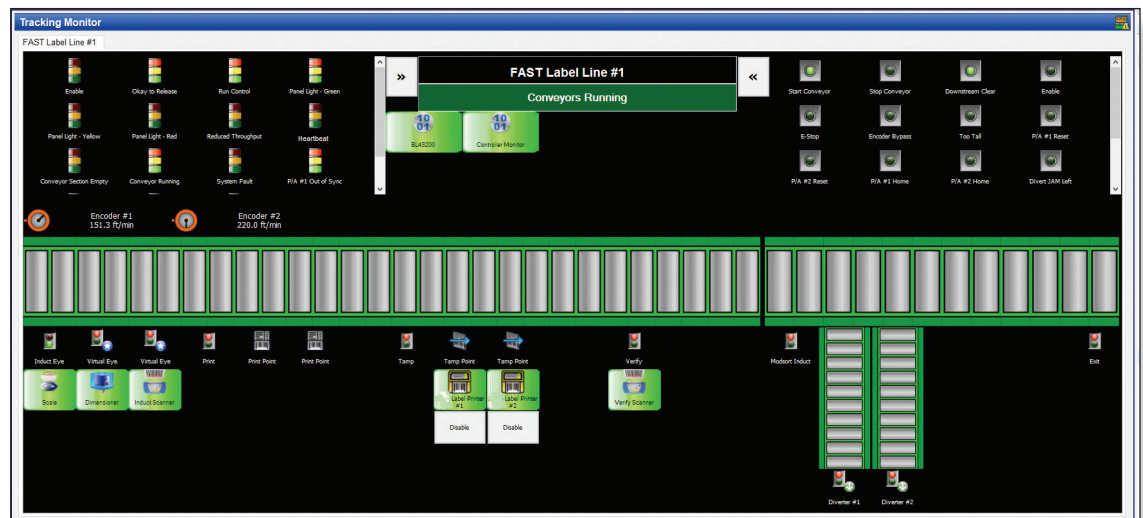 Tracking Monitor
FAST Label Line #1
Enable
Okay to Release
Run Control
Panel Light - Green
Panel Light - Yellow
Panel Light - Red
Reduced Throughput
Heartbeat
Conveyor Section Empty
Conveyor Running
System Fault
P/A #1 Out of Sync
»
FAST Label Line #1
«
Conveyors Running
10
01
BL4S200
10
01
Controller Monitor
Start Conveyor
Stop Conveyor
Downstream Clear
Enable
E-Stop
Encoder Bypass
Too Tall
P/A #1 Reset
P/A #2 Reset
P/A #1 Home
P/A #2 Home
Divert JAM Left
Encoder #1
151.3 ft/min
Encoder #2
220.0 ft/min
Induct Eye
Virtual Eye
Virtual Eye
Print
Print Point
Print Point
Tamp
Tamp Point
Tamp Point
Verify
Modsort Induct
Exit
Scale
Dimensioner
Induct Scanner
Label Printer
#1
Label Printer
#2
Verify Scanner
Disable
Disable
Diverter #1
Diverter #2